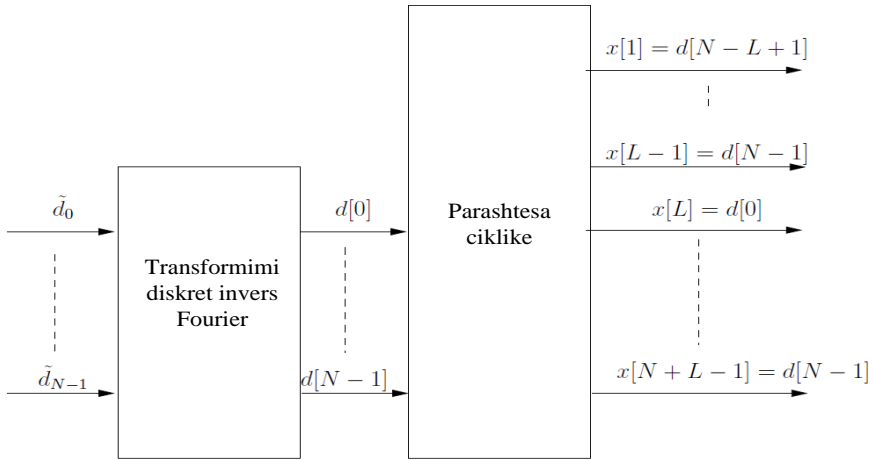 x[1] = d[N − L + 1]
x[L − 1] = d[N − 1]
d̃₀
d[0]
Parashtesa
ciklike
x[L] = d[0]
Transformimi
diskret invers
Fourier
d̃_{N−1}
d[N − 1]
x[N + L − 1] = d[N − 1]